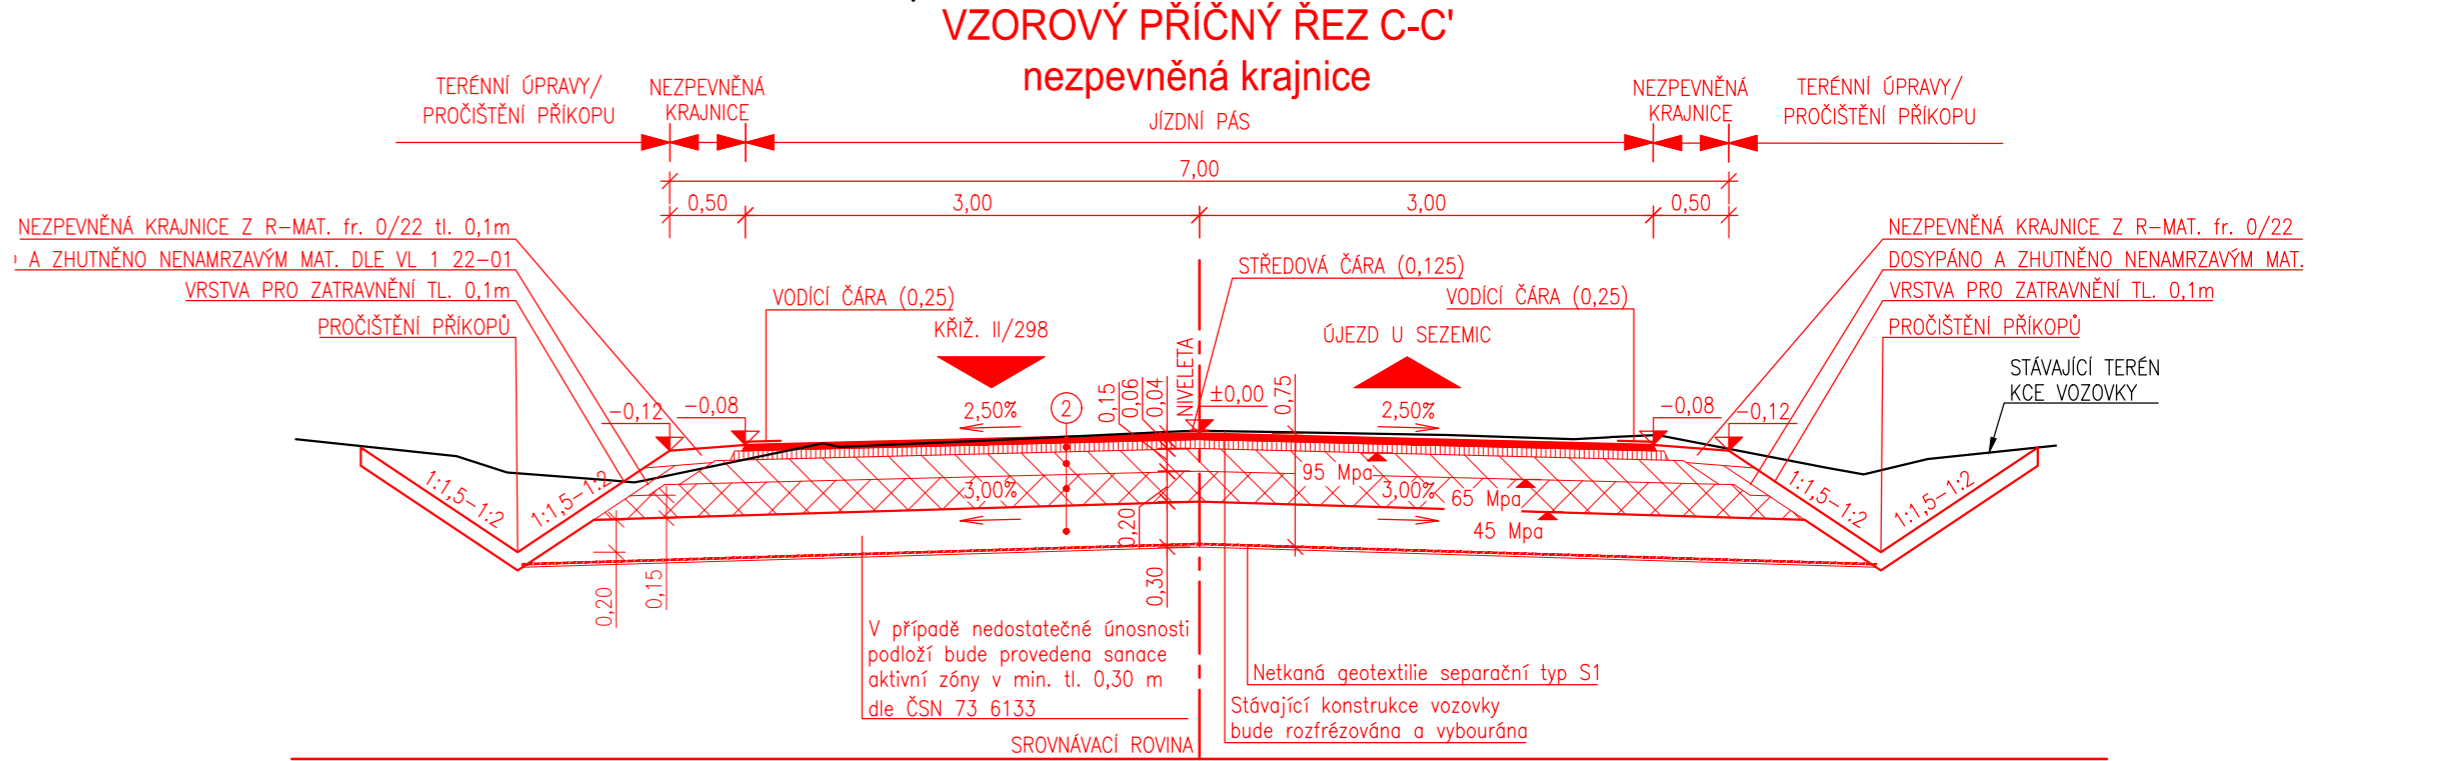 VZOROVÝ PŘÍČNÝ ŘEZ C-C'
nezpevněná krajnice
TERÉNNÍ ÚPRAVY/
PROČIŠTĚNÍ PŘÍKOPU
NEZPEVNĚNÁ
KRAJNICE
JÍZDNÍ PÁS
NEZPEVNĚNÁ
KRAJNICE
TERÉNNÍ ÚPRAVY/
PROČIŠTĚNÍ PŘÍKOPU
7,00
0,50
3,00
3,00
0,50
NEZPEVNĚNÁ KRAJNICE Z R-MAT. fr. 0/22 tl. 0,1m
A ZHUTNĚNO NENAMRZAVÝM MAT. DLE VL 1 22-01
VRSTVA PRO ZATRAVNĚNÍ TL. 0,1m
PROČIŠTĚNÍ PŘÍKOPŮ
VODÍCÍ ČÁRA (0,25)
KŘIŽ. II/298
STŘEDOVÁ ČÁRA (0,125)
VODÍCÍ ČÁRA (0,25)
ÚJEZD U SEZEMIC
NEZPEVNĚNÁ KRAJNICE Z R-MAT. fr. 0/22
DOSYPÁNO A ZHUTNĚNO NENAMRZAVÝM MAT.
VRSTVA PRO ZATRAVNĚNÍ TL. 0,1m
PROČIŠTĚNÍ PŘÍKOPŮ
STÁVAJÍCÍ TERÉN
KCE VOZOVKY
-0,12
-0,08
2,50%
2
0,15
0,06
0,04
NIVELETA
±0,00
0,75
2,50%
-0,08
-0,12
1:1,5-1:2
1:1,5-1:2
3,00%
95 Mpa
3,00%
65 Mpa
45 Mpa
1:1,5-1:2
1:1,5-1:2
0,20
0,20
0,15
0,30
V případě nedostatečné únosnosti
podloží bude provedena sanace
aktivní zóny v min. tl. 0,30 m
dle ČSN 73 6133
Netkaná geotextilie separační typ S1
Stávající konstrukce vozovky
bude rozfrézována a vybourána
SROVNÁVACÍ ROVINA